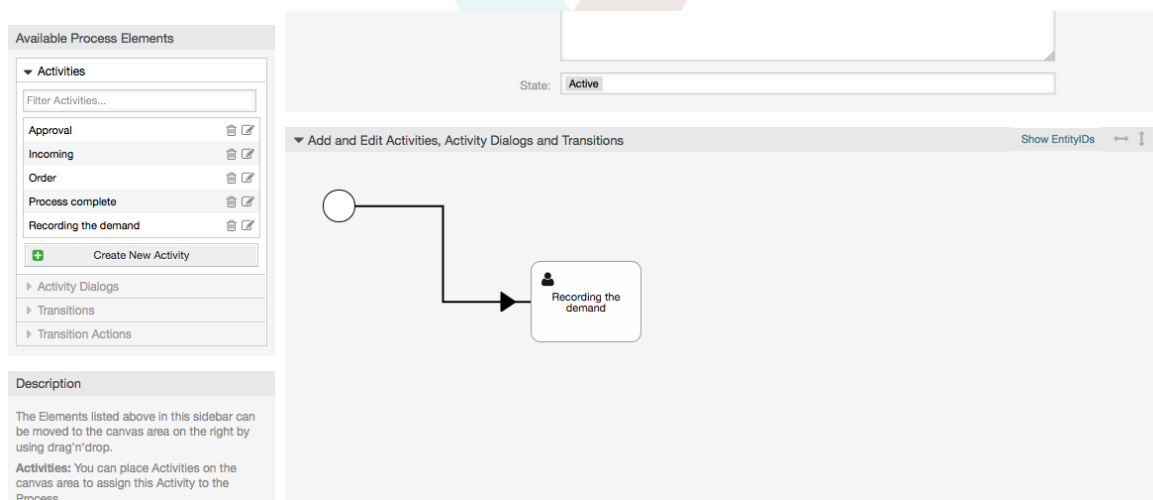 Available Process Elements
Activities
Filter Activities...
Approval
Incoming
Order
Process complete
Recording the demand
Create New Activity
Activity Dialogs
Transitions
Transition Actions
Description
The Elements listed above in this sidebar can
be moved to the canvas area on the right by
using drag'n'drop.
Activities: You can place Activities on the
canvas area to assign this Activity to the
Process.
State: Active
Add and Edit Activities, Activity Dialogs and Transitions Show EntityIDs
Recording the
demand